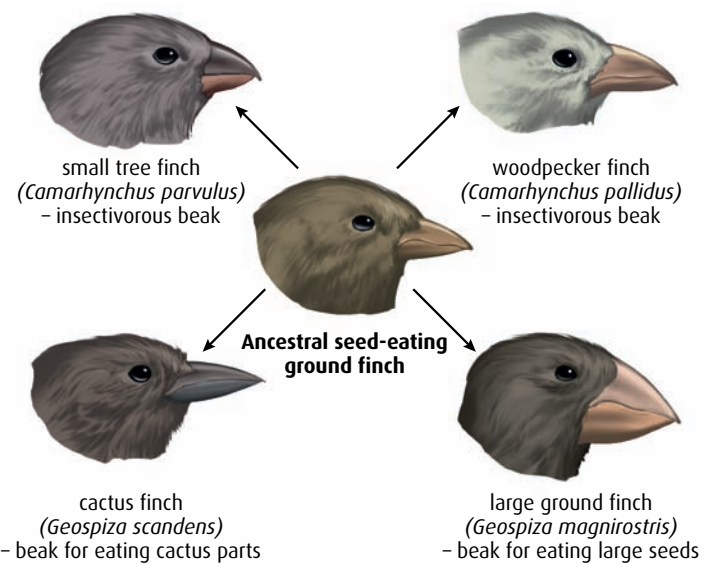 small tree finch
(Camarhynchus parvulus)
– insectivorous beak
woodpecker finch
(Camarhynchus pallidus)
– insectivorous beak
Ancestral seed-eating
ground finch
cactus finch
(Geospiza scandens)
– beak for eating cactus parts
large ground finch
(Geospiza magnirostris)
– beak for eating large seeds